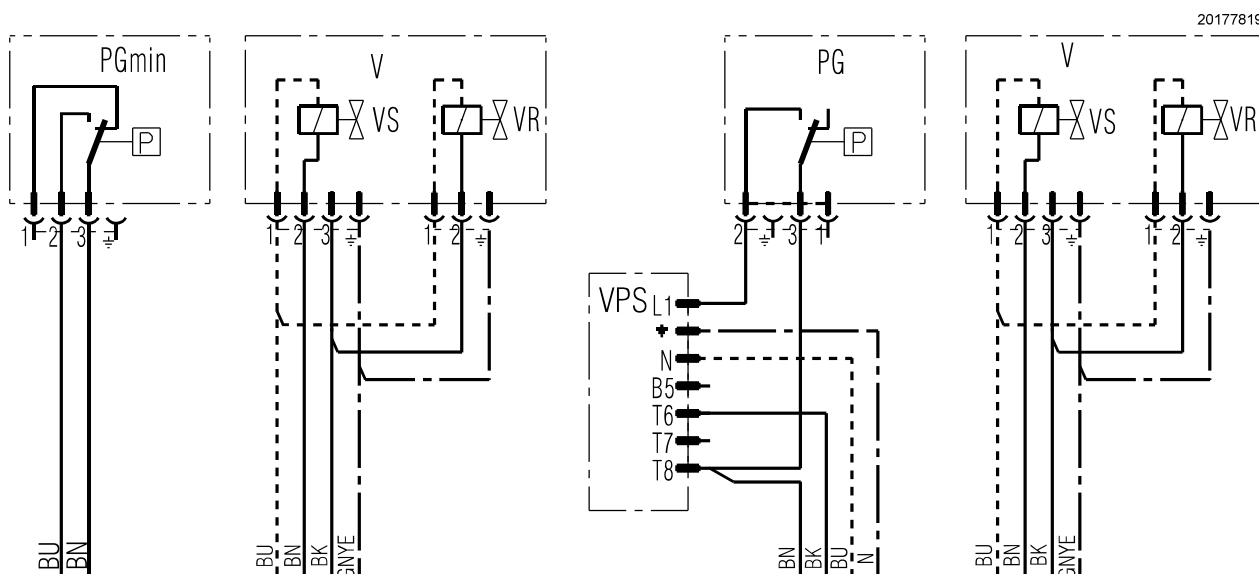 20177819
PGmin V PG V
VS VR VS VR
P P
1 2 3 1 2 3 1 2 2 3 1 1 2 3 1 2
VPS L1
N
B5
T6
T7
T8
BU BN BU BN BK GNYE BN BK BU N BU BN BK GNYE